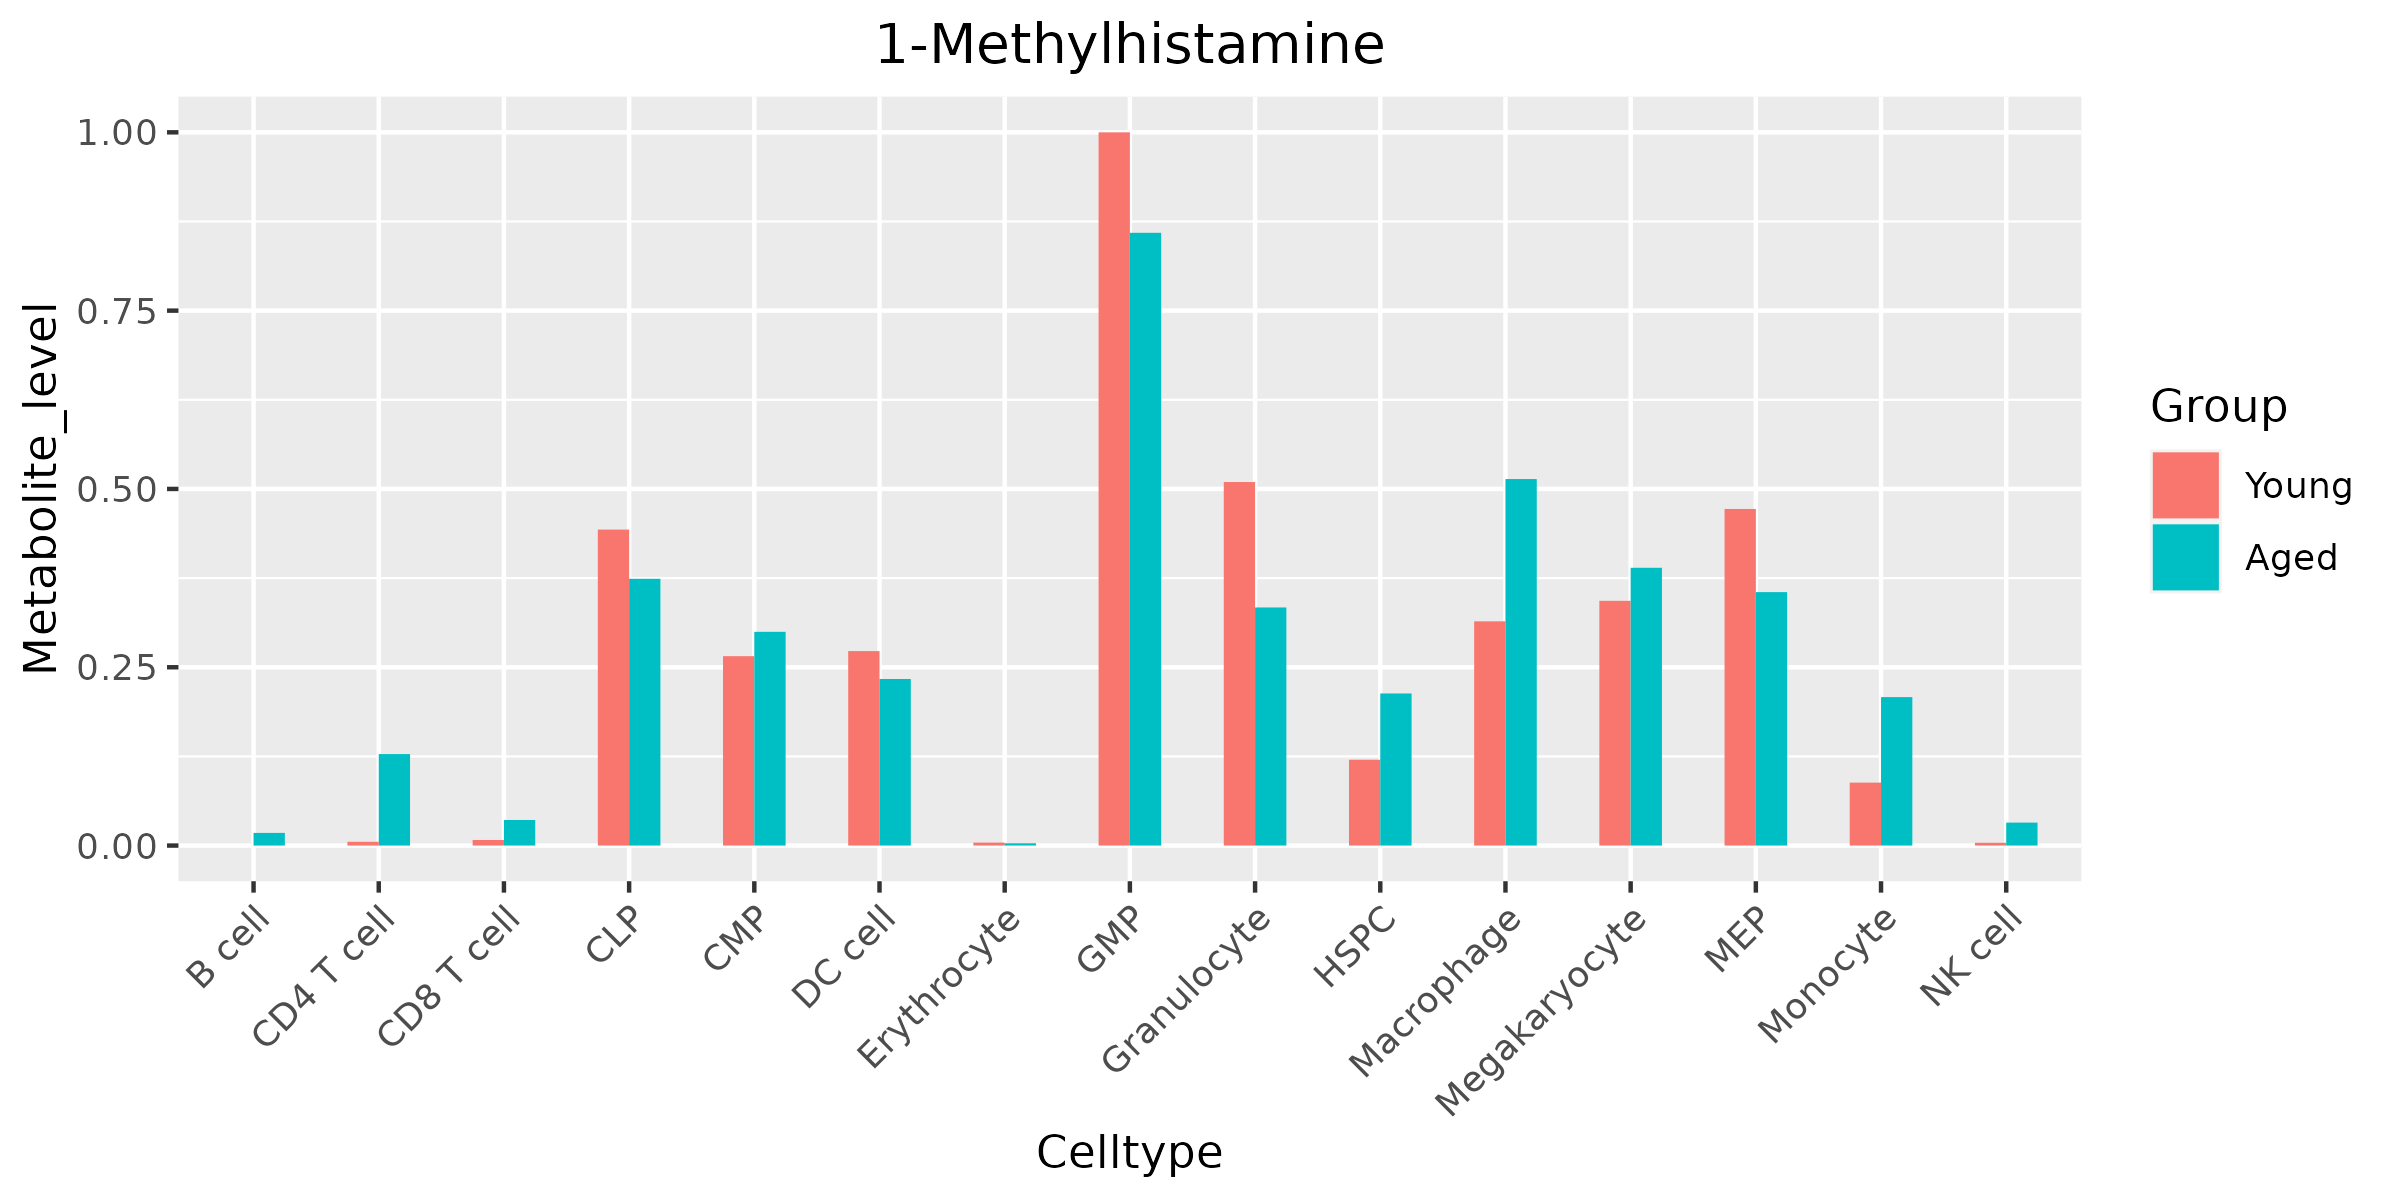 1-Methylhistamine
Metabolite_level
1.00
0.75
0.50
0.25
0.00
B cell
CD4 T cell
CD8 T cell
CLP
CMP
DC cell
Erythrocyte
GMP
Granulocyte
HSPC
Macrophage
Megakaryocyte
MEP
Monocyte
NK cell
Celltype
Group
Young
Aged